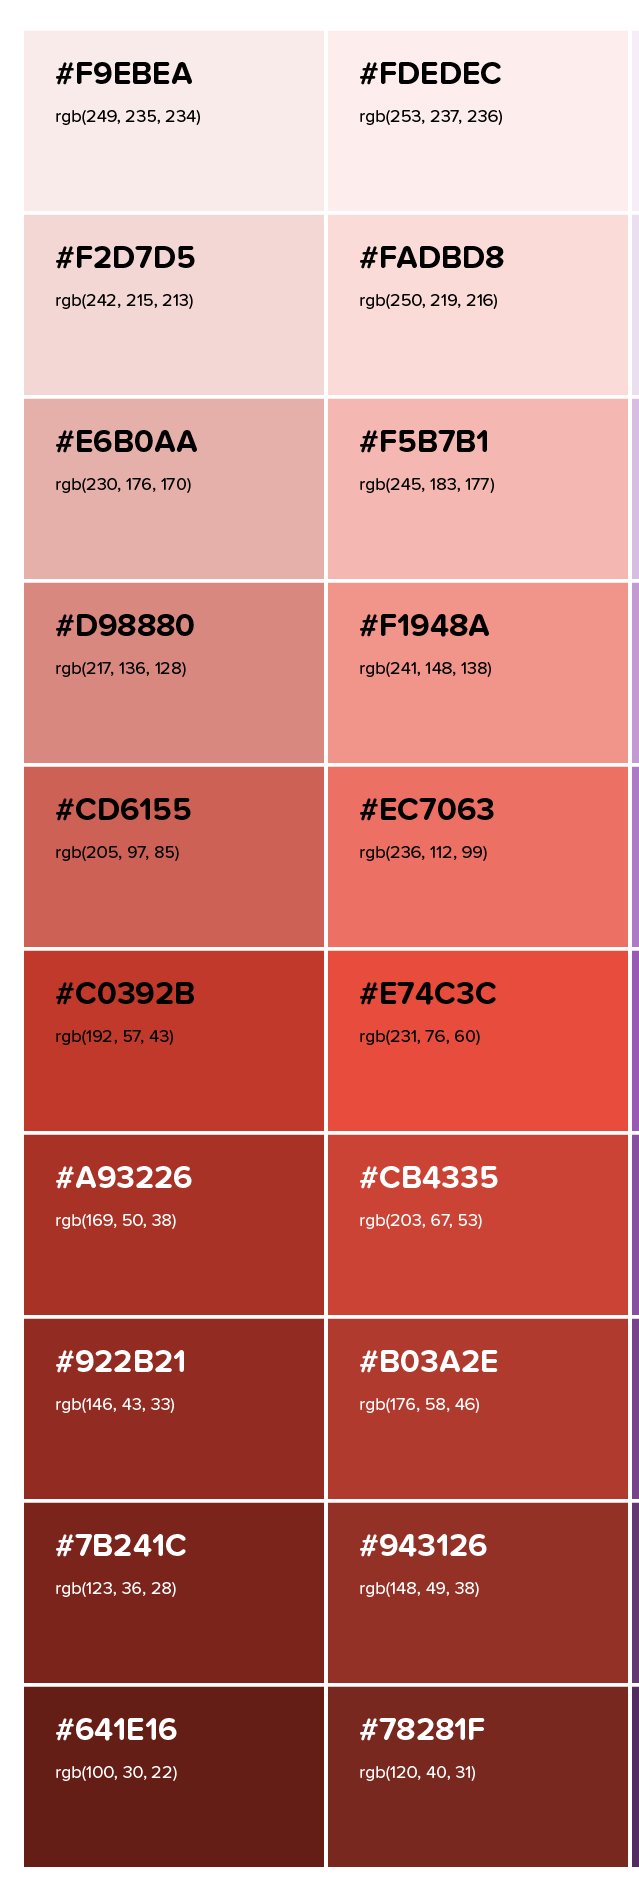 #F9EBEA
rgb(249, 235, 234)
#FDEDEC
rgb(253, 237, 236)
#F2D7D5
rgb(242, 215, 213)
#FADBD8
rgb(250, 219, 216)
#E6B0AA
rgb(230, 176, 170)
#F5B7B1
rgb(245, 183, 177)
#D98880
rgb(217, 136, 128)
#F1948A
rgb(241, 148, 138)
#CD6155
rgb(205, 97, 85)
#EC7063
rgb(236, 112, 99)
#C0392B
rgb(192, 57, 43)
#E74C3C
rgb(231, 76, 60)
#A93226
rgb(169, 50, 38)
#CB4335
rgb(203, 67, 53)
#922B21
rgb(146, 43, 33)
#B03A2E
rgb(176, 58, 46)
#7B241C
rgb(123, 36, 28)
#943126
rgb(148, 49, 38)
#641E16
rgb(100, 30, 22)
#78281F
rgb(120, 40, 31)